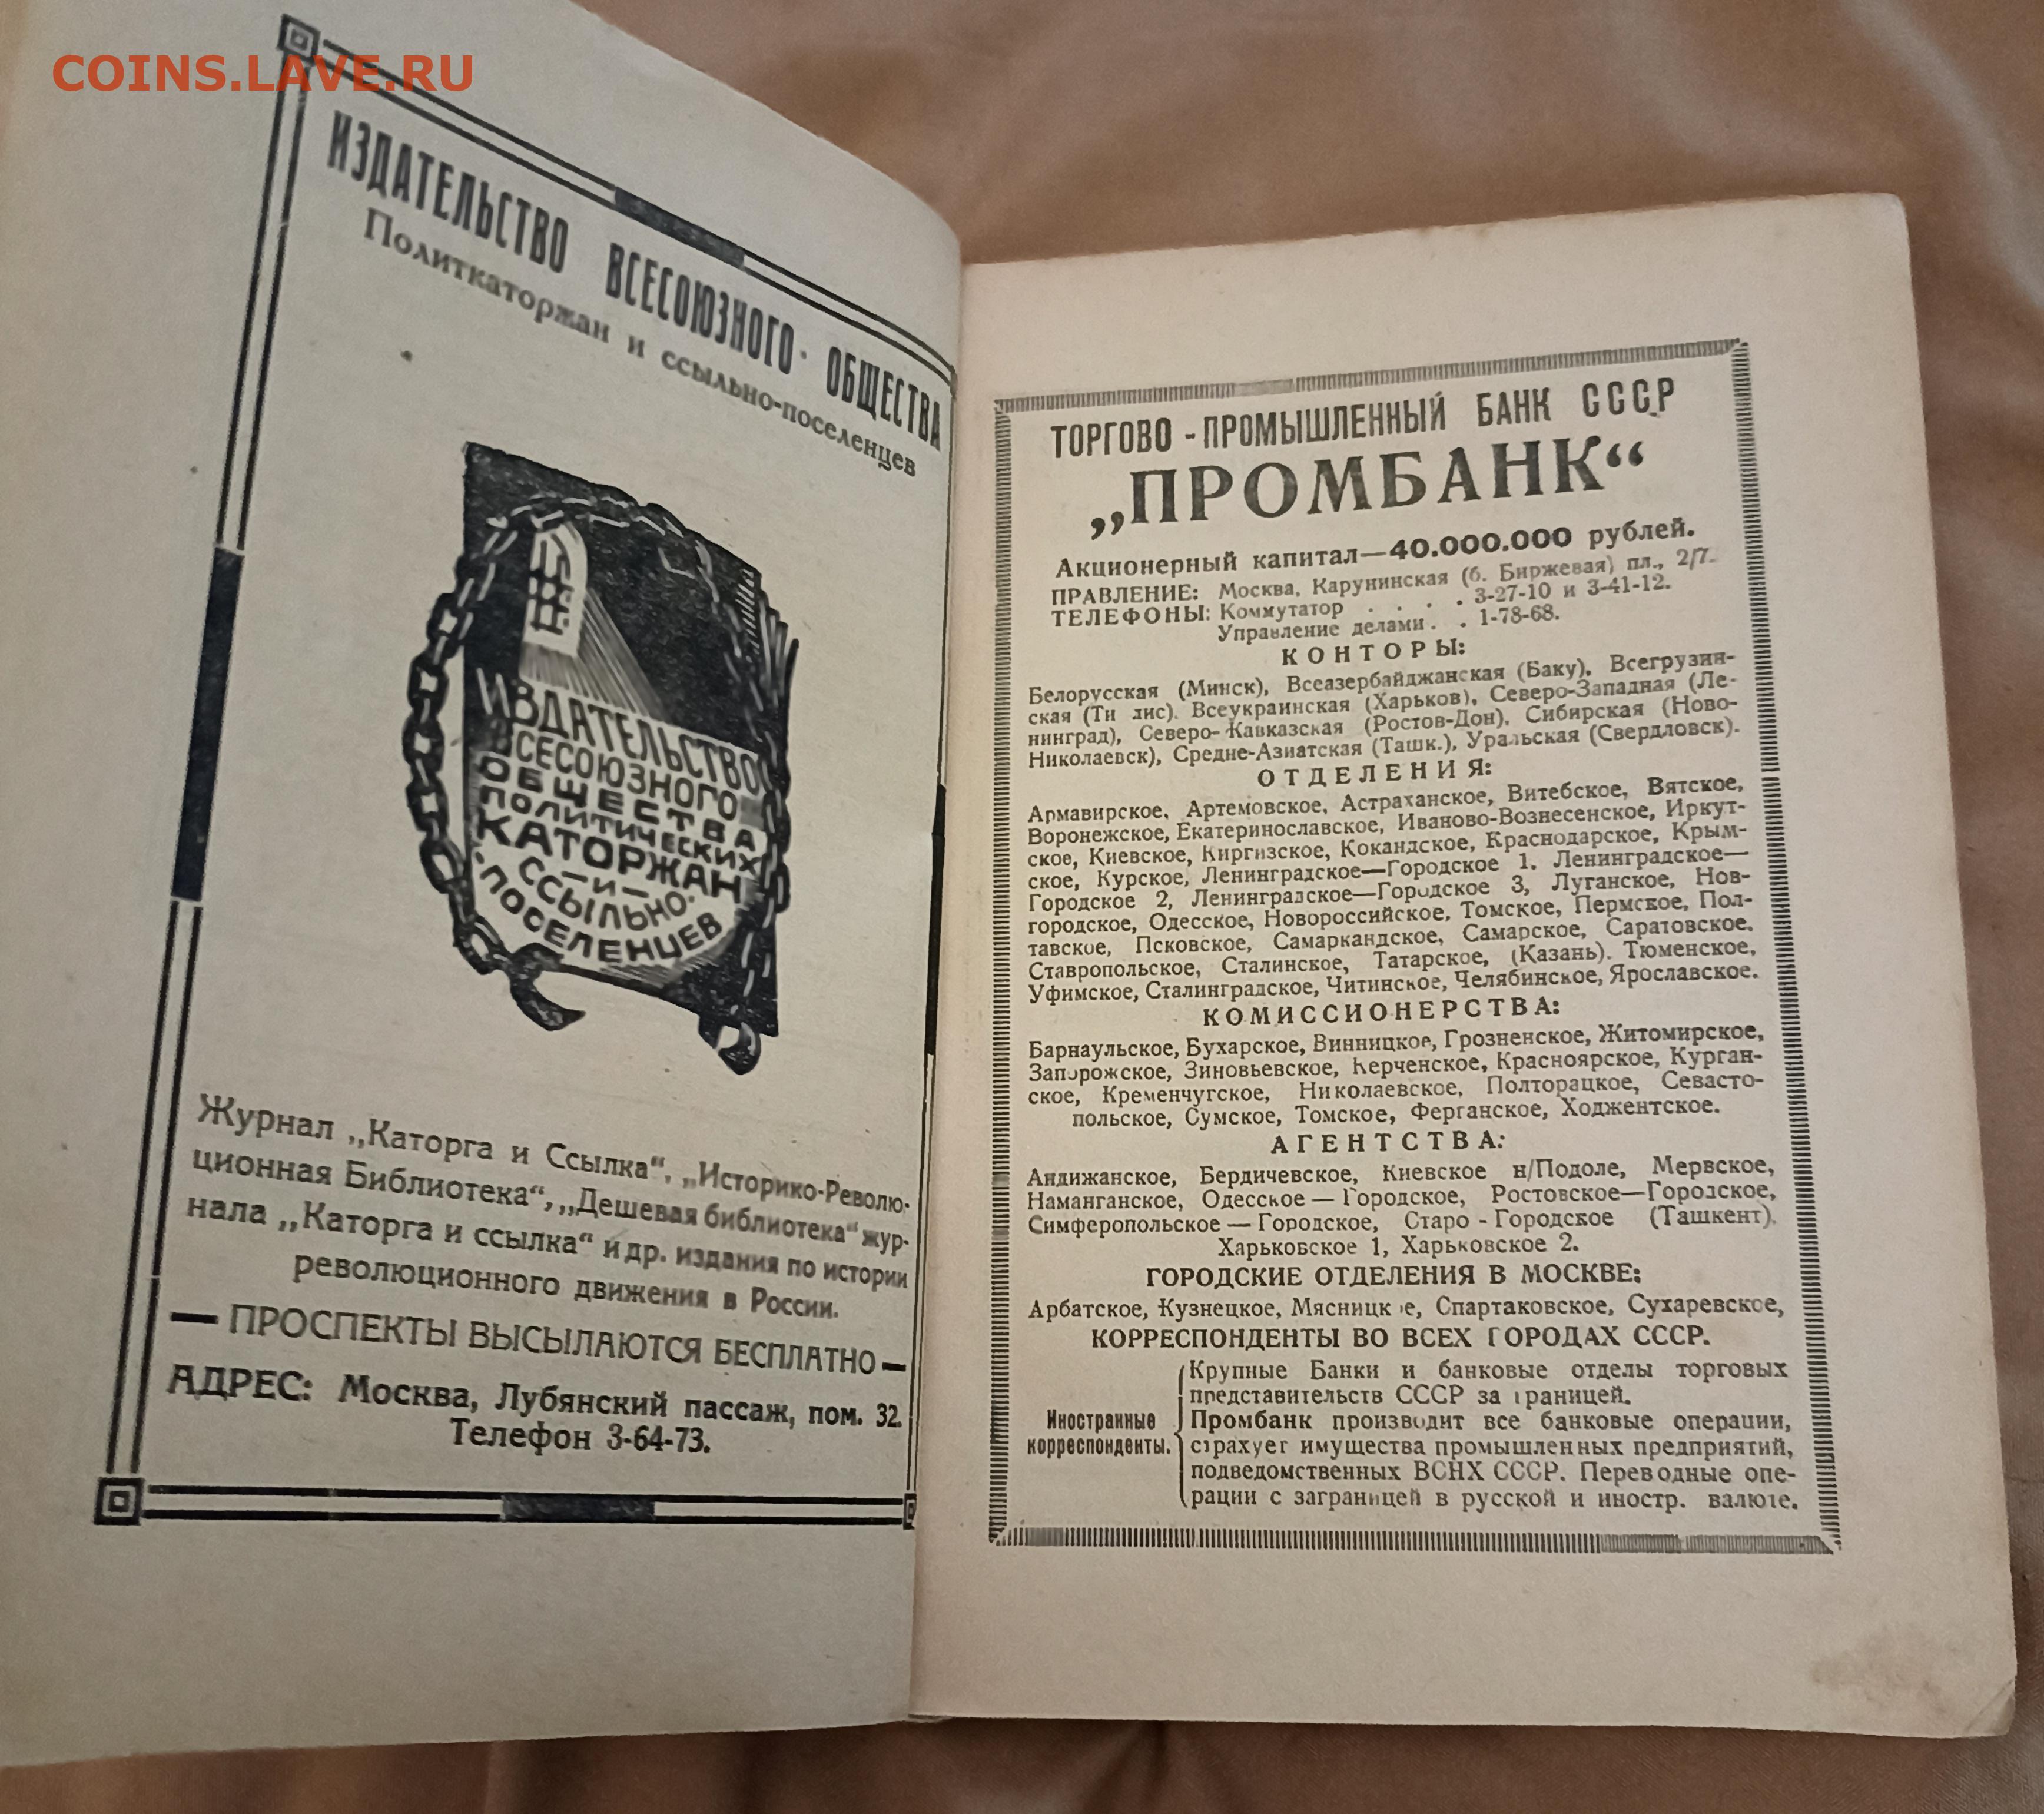 COINS.LAVE.RU
ИЗДАТЕЛЬСТВО ВСЕСОЮЗНОГО ОБЩЕСТВА
Политкаторжан и ссыльно-поселенцев
ИЗДАТЕЛЬСТВО
ВСЕСОЮЗНОГО
ОБЩЕСТВА
ПОЛИТИЧЕСКИХ
КАТОРЖАН
—И—
ССЫЛЬНО-
-ПОСЕЛЕНЦЕВ
Журнал „Каторга и Ссылка“, „Историко-Револю-
ционная Библиотека“, „Дешевая библиотека“ жур-
нала „Каторга и ссылка“ и др. издания по истории
революционного движения в России.
— ПРОСПЕКТЫ ВЫСЫЛАЮТСЯ БЕСПЛАТНО —
АДРЕС: Москва, Лубянский пассаж, пом. 32.
Телефон 3-64-73.
ТОРГОВО-ПРОМЫШЛЕННЫЙ БАНК СССР
„ПРОМБАНК“
Акционерный капитал—40.000.000 рублей.
ПРАВЛЕНИЕ: Москва, Карунинская (б. Биржевая) пл., 2/7.
ТЕЛЕФОНЫ: Коммутатор . . . . 3-27-10 и 3-41-12.
Управление делами . . 1-78-68.
КОНТОРЫ:
Белорусская (Минск), Всеазербайджанская (Баку), Всегрузин-
ская (Ти лис). Всеукраинская (Харьков), Северо-Западная (Ле-
нинград), Северо-Кавказская (Ростов-Дон), Сибирская (Ново-
Николаевск), Средне-Азиатская (Ташк.), Уральская (Свердловск).
ОТДЕЛЕНИЯ:
Армавирское, Артемовское, Астраханское, Витебское, Вятское,
Воронежское, Екатеринославское, Иваново-Вознесенское, Иркут-
ское, Киевское, Киргизское, Кокандское, Краснодарское, Крым-
ское, Курское, Ленинградское—Городское 1. Ленинградское—
Городское 2, Ленинградское—Городское 3, Луганское, Нов-
городское, Одесское, Новороссийское, Томское, Пермское, Пол-
тавское, Псковское, Самаркандское, Самарское, Саратовское.
Ставропольское, Сталинское, Татарское, (Казань). Тюменское,
Уфимское, Сталинградское, Читинское, Челябинское, Ярославское.
КОМИССИОНЕРСТВА:
Барнаульское, Бухарское, Винницкое, Грозненское, Житомирское,
Запорожское, Зиновьевское, Керченское, Красноярское, Курган-
ское, Кременчугское, Николаевское, Полторацкое, Севасто-
польское, Сумское, Томское, Ферганское, Ходжентское.
АГЕНТСТВА:
Андижанское, Бердичевское, Киевское н/Подоле, Мервское,
Наманганское, Одесское — Городское, Ростовское—Городское,
Симферопольское — Городское, Старо - Городское (Ташкент),
Харьковское 1, Харьковское 2.
ГОРОДСКИЕ ОТДЕЛЕНИЯ В МОСКВЕ:
Арбатское, Кузнецкое, Мясницк е, Спартаковское, Сухаревское,
КОРРЕСПОНДЕНТЫ ВО ВСЕХ ГОРОДАХ СССР.
Иностранные
корреспонденты.
Крупные Банки и банковые отделы торговых
представительств СССР за границей.
Промбанк производит все банковые операции,
страхует имущества промышленных предприятий,
подведомственных ВСНХ СССР. Переводные опе-
рации с заграницей в русской и иностр. валюте.